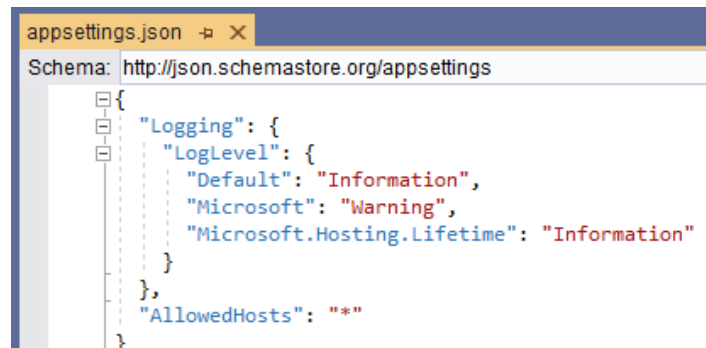 appsettings.json
Schema: http://json.schemastore.org/appsettings
{
  "Logging": {
    "LogLevel": {
      "Default": "Information",
      "Microsoft": "Warning",
      "Microsoft.Hosting.Lifetime": "Information"
    }
  },
  "AllowedHosts": "*"
}